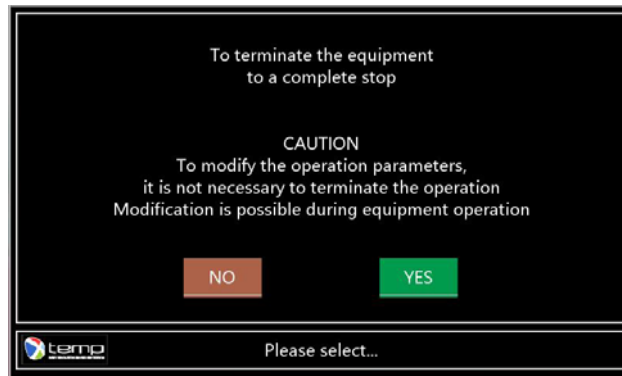 To terminate the equipment
to a complete stop
CAUTION
To modify the operation parameters,
it is not necessary to terminate the operation
Modification is possible during equipment operation
NO
YES
temp
Please select...